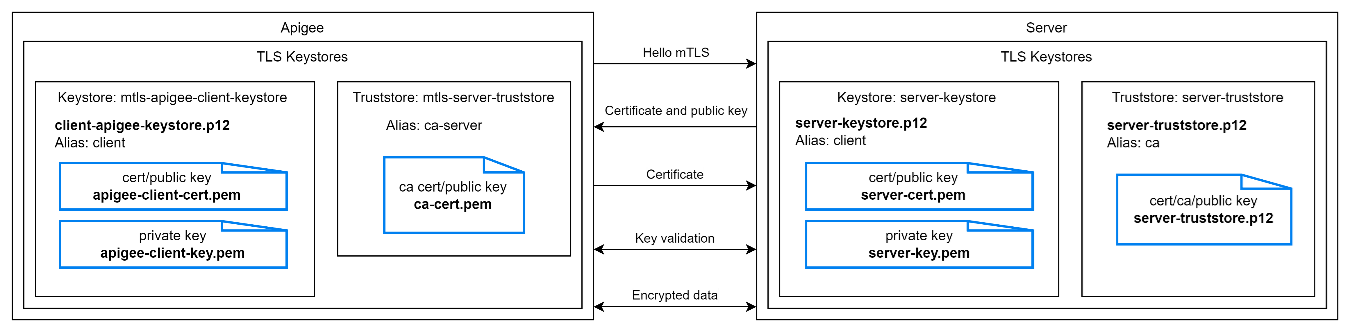 Apigee
TLS Keystores
Keystore: mtls-apigee-client-keystore
client-apigee-keystore.p12
Alias: client
cert/public key
apigee-client-cert.pem
private key
apigee-client-key.pem
Truststore: mtls-server-truststore
Alias: ca-server
ca cert/public key
ca-cert.pem
Hello mTLS
Certificate and public key
Certificate
Key validation
Encrypted data
Server
TLS Keystores
Keystore: server-keystore
server-keystore.p12
Alias: client
cert/public key
server-cert.pem
private key
server-key.pem
Truststore: server-truststore
server-truststore.p12
Alias: ca
cert/ca/public key
server-truststore.p12